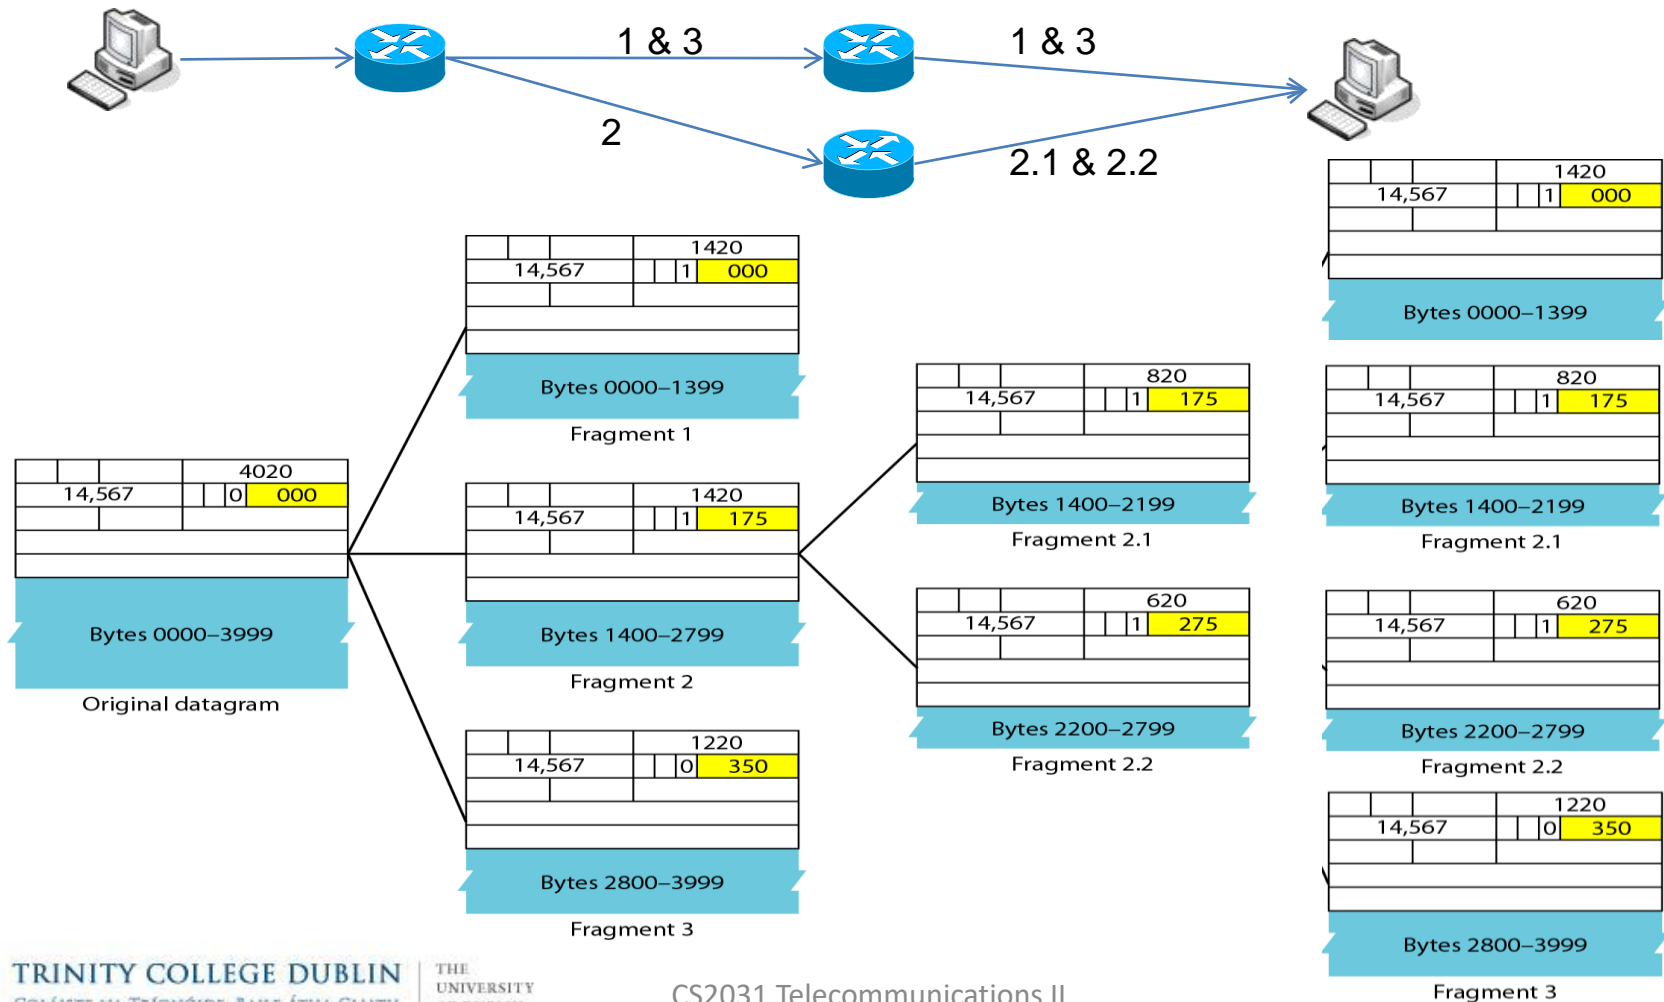 1 & 3
1 & 3
2
2.1 & 2.2
4020
14,567
0
000
Bytes 0000–3999
Original datagram
1420
14,567
1
000
Bytes 0000–1399
Fragment 1
1420
14,567
1
175
Bytes 1400–2799
Fragment 2
1220
14,567
0
350
Bytes 2800–3999
Fragment 3
820
14,567
1
175
Bytes 1400–2199
Fragment 2.1
620
14,567
1
275
Bytes 2200–2799
Fragment 2.2
1420
14,567
1
000
Bytes 0000–1399
820
14,567
1
175
Bytes 1400–2199
Fragment 2.1
620
14,567
1
275
Bytes 2200–2799
Fragment 2.2
1220
14,567
0
350
Bytes 2800–3999
Fragment 3
TRINITY COLLEGE DUBLIN
THE
UNIVERSITY
CS2031 Telecommunications II